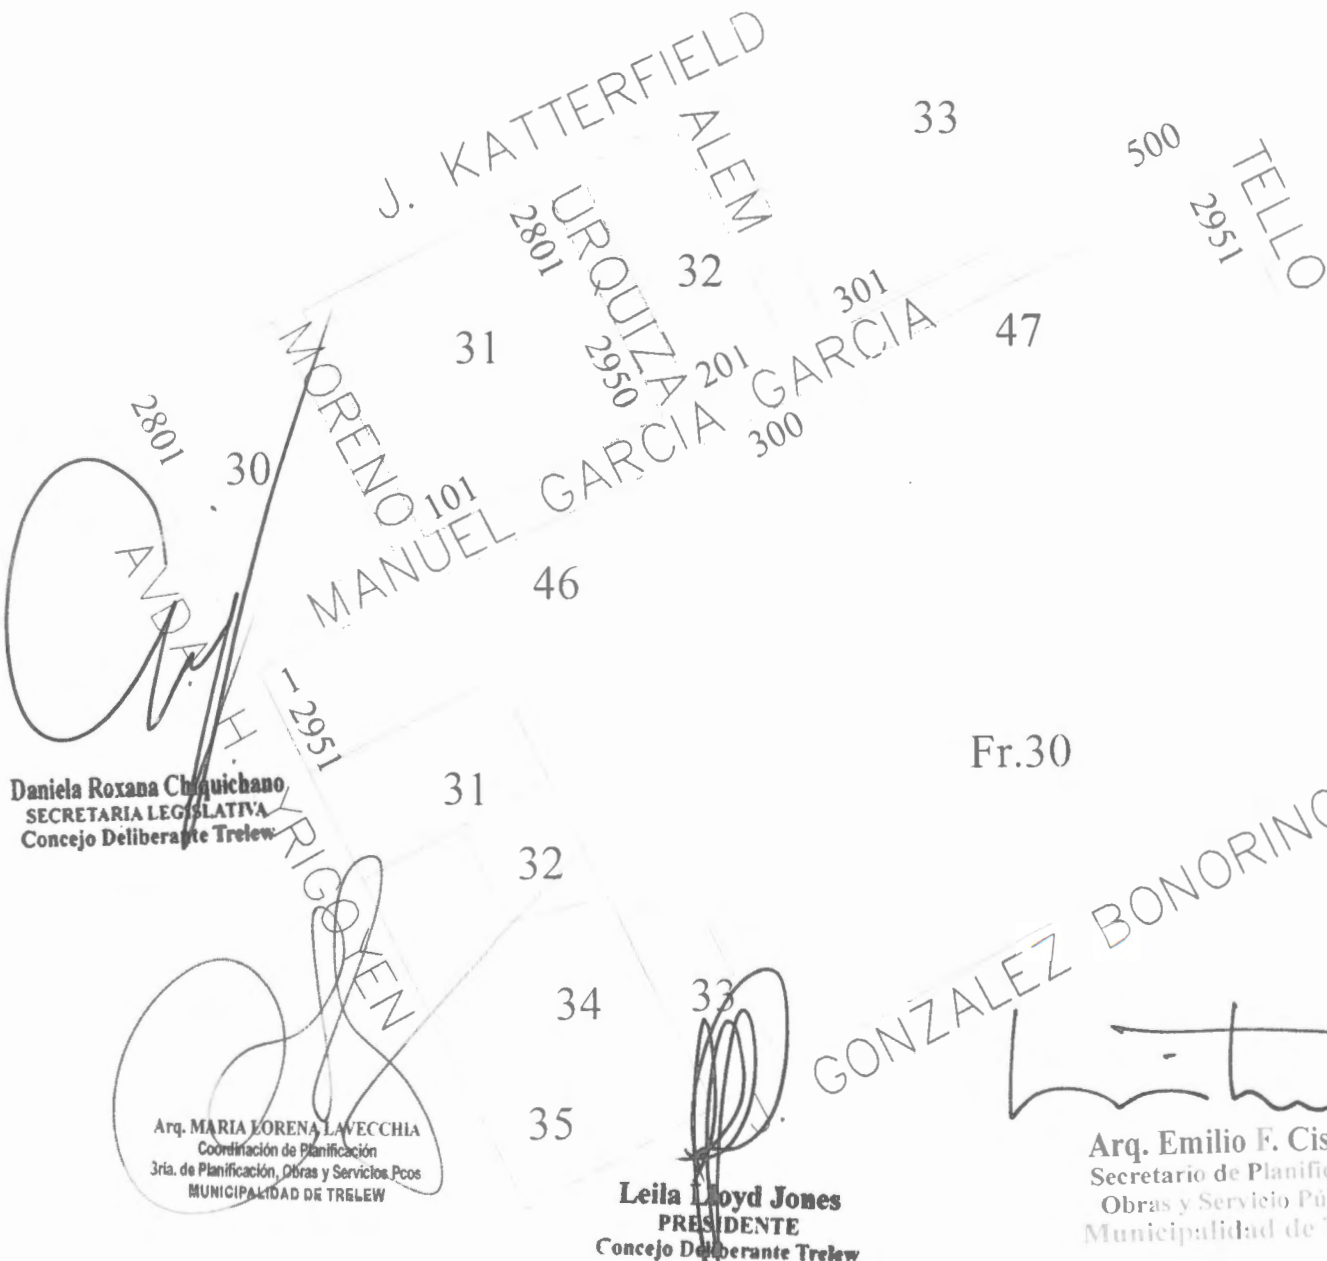 J. KATTERFIELD
ALEM
33
500
TELLO
2951
2801
URQUIZA
32
301
31
2950
201
47
MORENO
2801
30
101
MANUEL GARCIA GARCIA
300
46
AVDA. H. YRIGOYEN
1
2951
Fr.30
31
32
34
33
GONZALEZ BONORINO
35
Daniela Roxana Chiquichano
SECRETARIA LEGISLATIVA
Concejo Deliberante Trelew
Arq. MARIA LORENA LAVECCHIA
Coordinación de Planificación
3ria. de Planificación, Obras y Servicios Pcos
MUNICIPALIDAD DE TRELEW
Leila Lloyd Jones
PRESIDENTE
Concejo Deliberante Trelew
Arq. Emilio F. Cis
Secretario de Planific
Obras y Servicio Pú
Municipalidad de